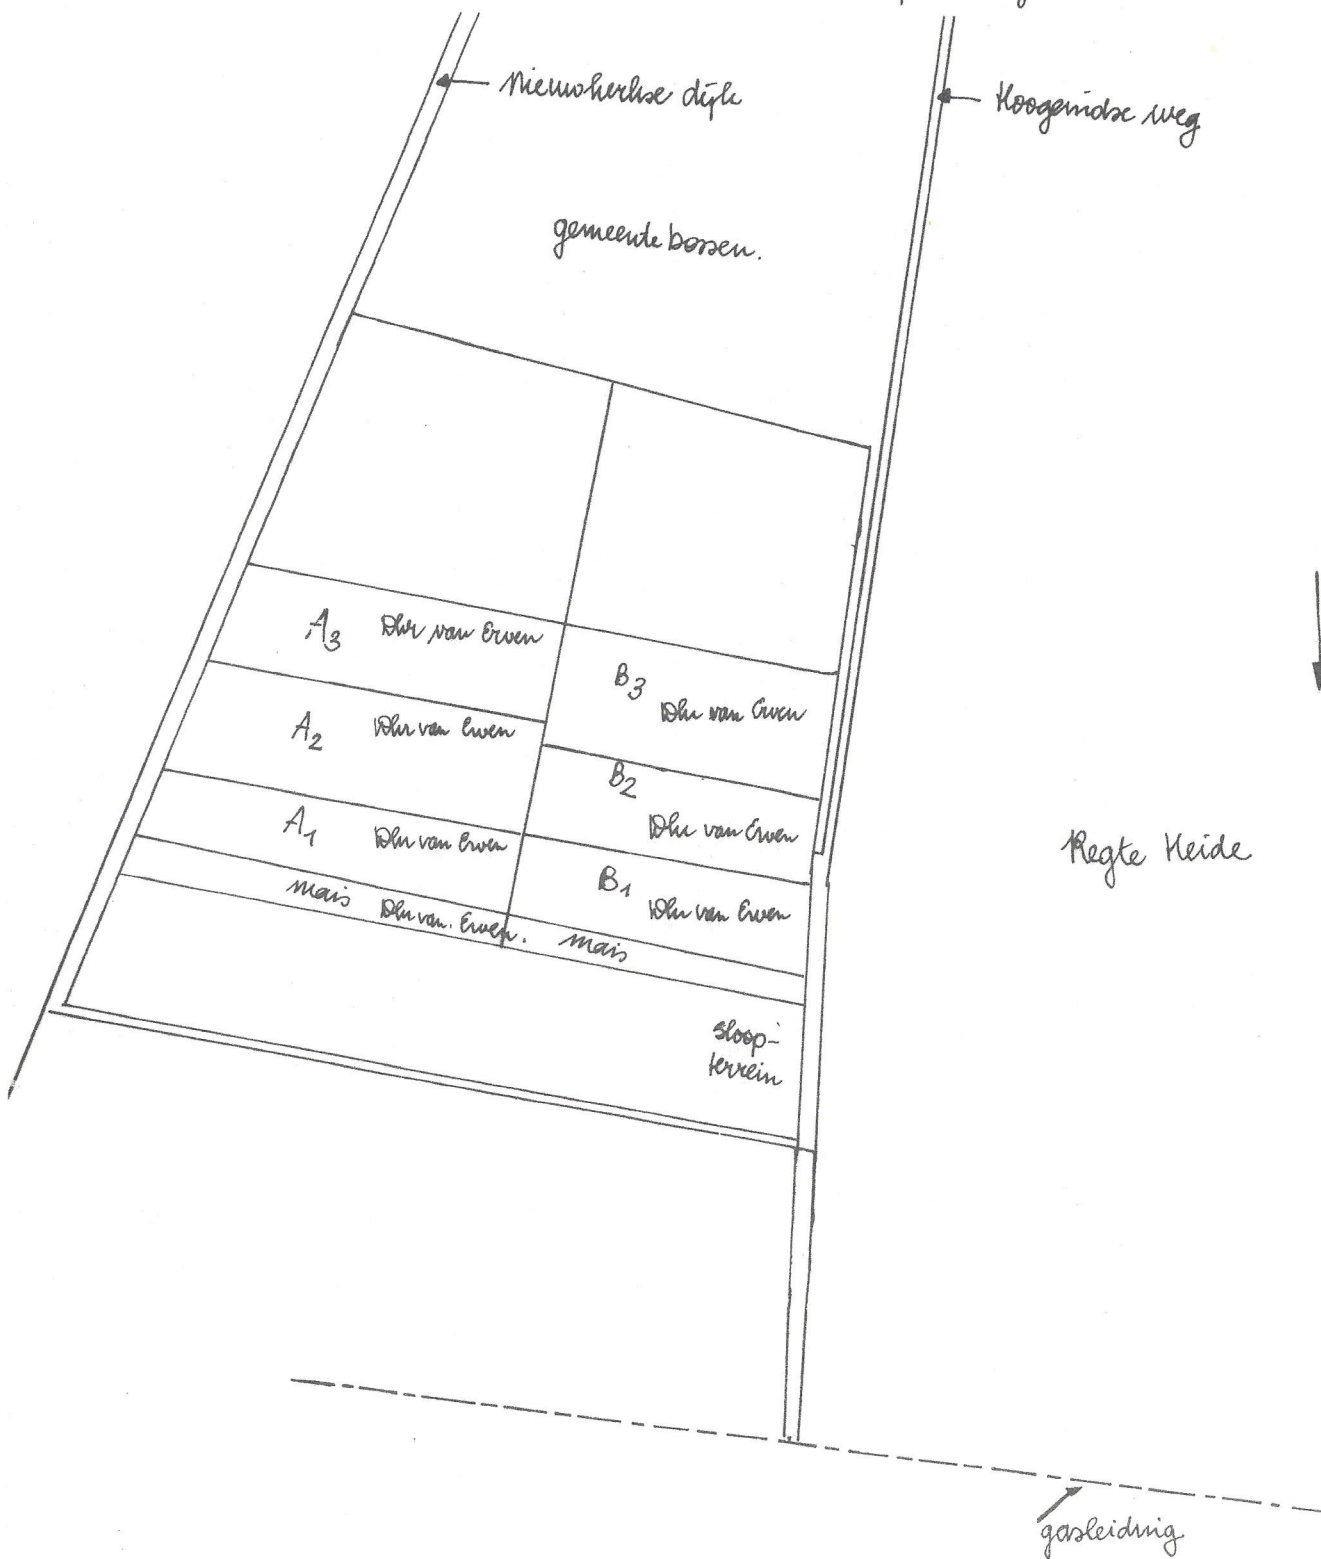 Nieuwkerkse dijk
Hoogeindse weg
gemeente bossen.
A3 Dhr van Erven
B3
Dhr van Erven
A2 Dhr van Erven
B2
Dhr van Erven
A1 Dhr van Erven
B1
Dhr van Erven
mais Dhr van. Erven. mais
sloop-
terrein
Regte Heide
gasleiding